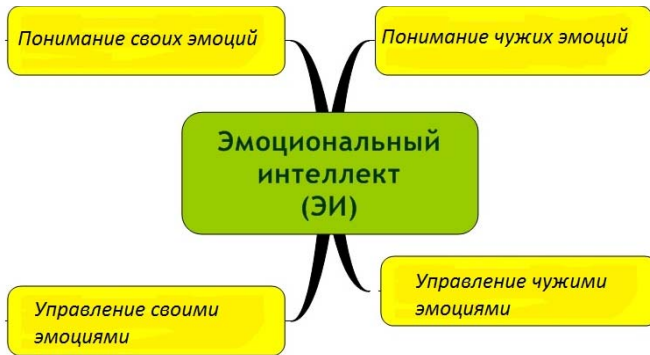 Понимание своих эмоций
Понимание чужих эмоций
Эмоциональный
интеллект
(ЭИ)
Управление своими
эмоциями
Управление чужими
эмоциями